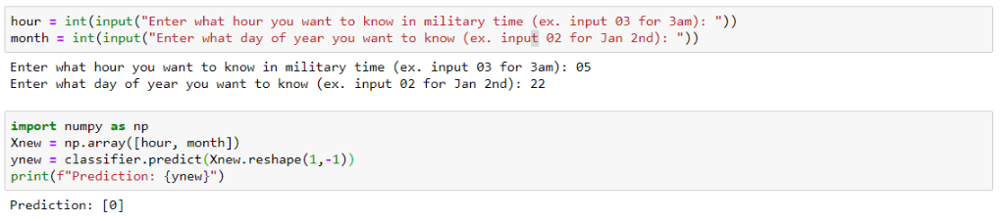 hour = int(input("Enter what hour you want to know in military time (ex. input 03 for 3am): "))
month = int(input("Enter what day of year you want to know (ex. input 02 for Jan 2nd): "))
Enter what hour you want to know in military time (ex. input 03 for 3am): 05
Enter what day of year you want to know (ex. input 02 for Jan 2nd): 22
import numpy as np
Xnew = np.array([hour, month])
ynew = classifier.predict(Xnew.reshape(1,-1))
print(f"Prediction: {ynew}")
Prediction: [0]